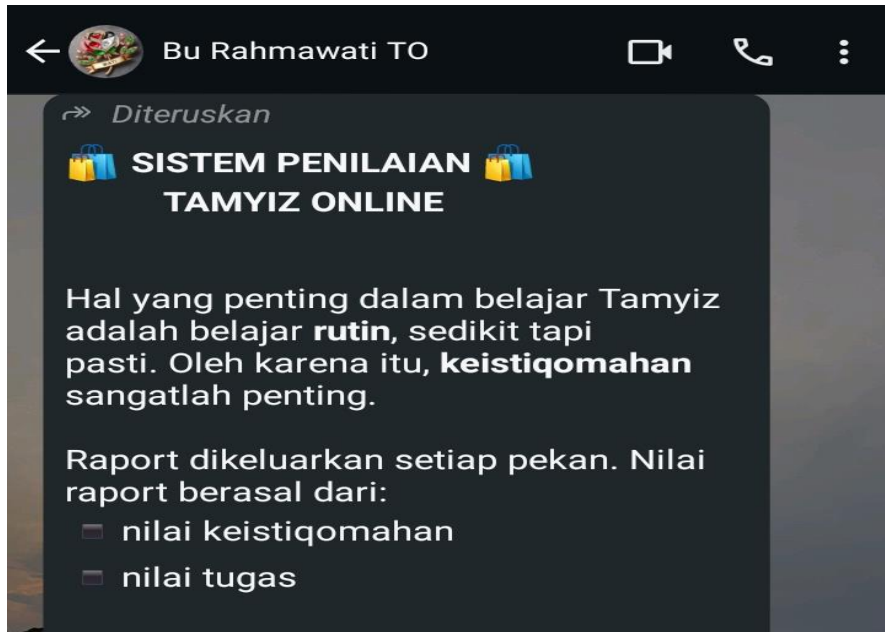 Bu Rahmawati TO
Diteruskan
SISTEM PENILAIAN
TAMYIZ ONLINE
Hal yang penting dalam belajar Tamyiz
adalah belajar rutin, sedikit tapi
pasti. Oleh karena itu, keistiqomahan
sangatlah penting.
Raport dikeluarkan setiap pekan. Nilai
raport berasal dari:
nilai keistiqomahan
nilai tugas